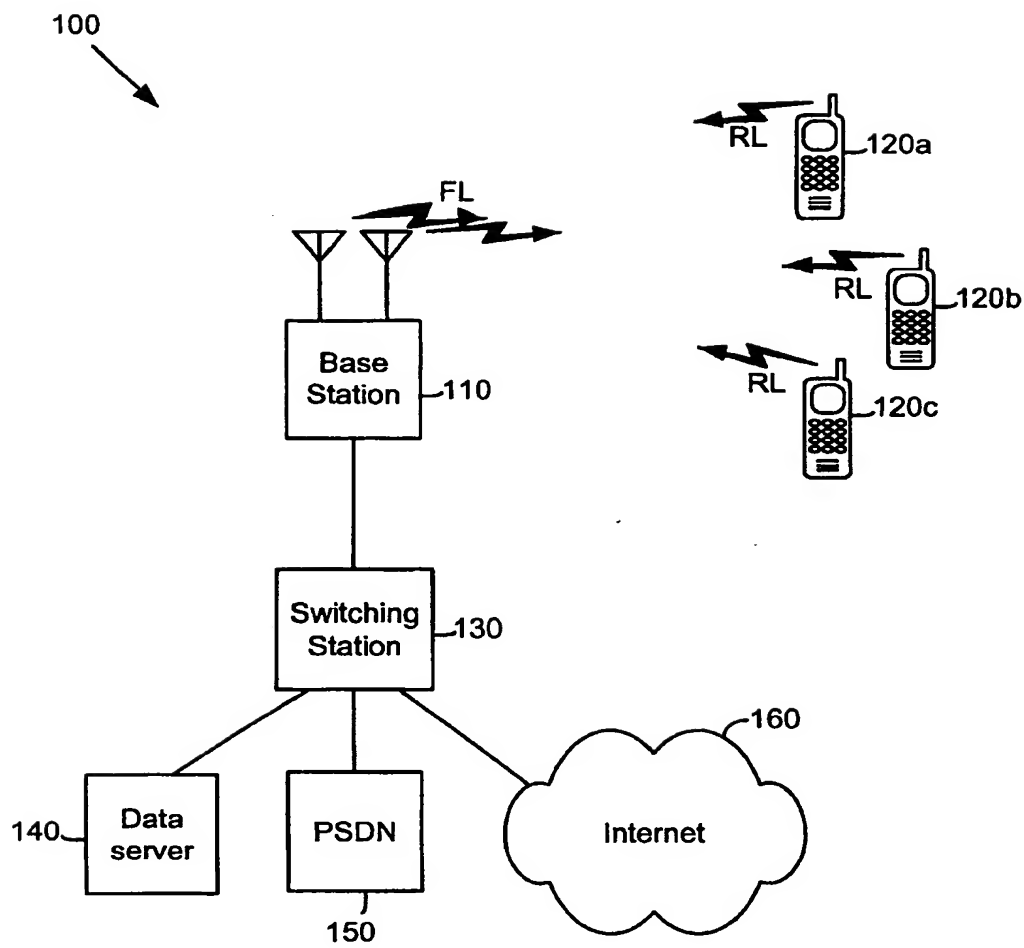 100
RL
120a
FL
RL
120b
Base
Station
110
RL
120c
Switching
Station
130
160
140
Data
server
PSDN
Internet
150